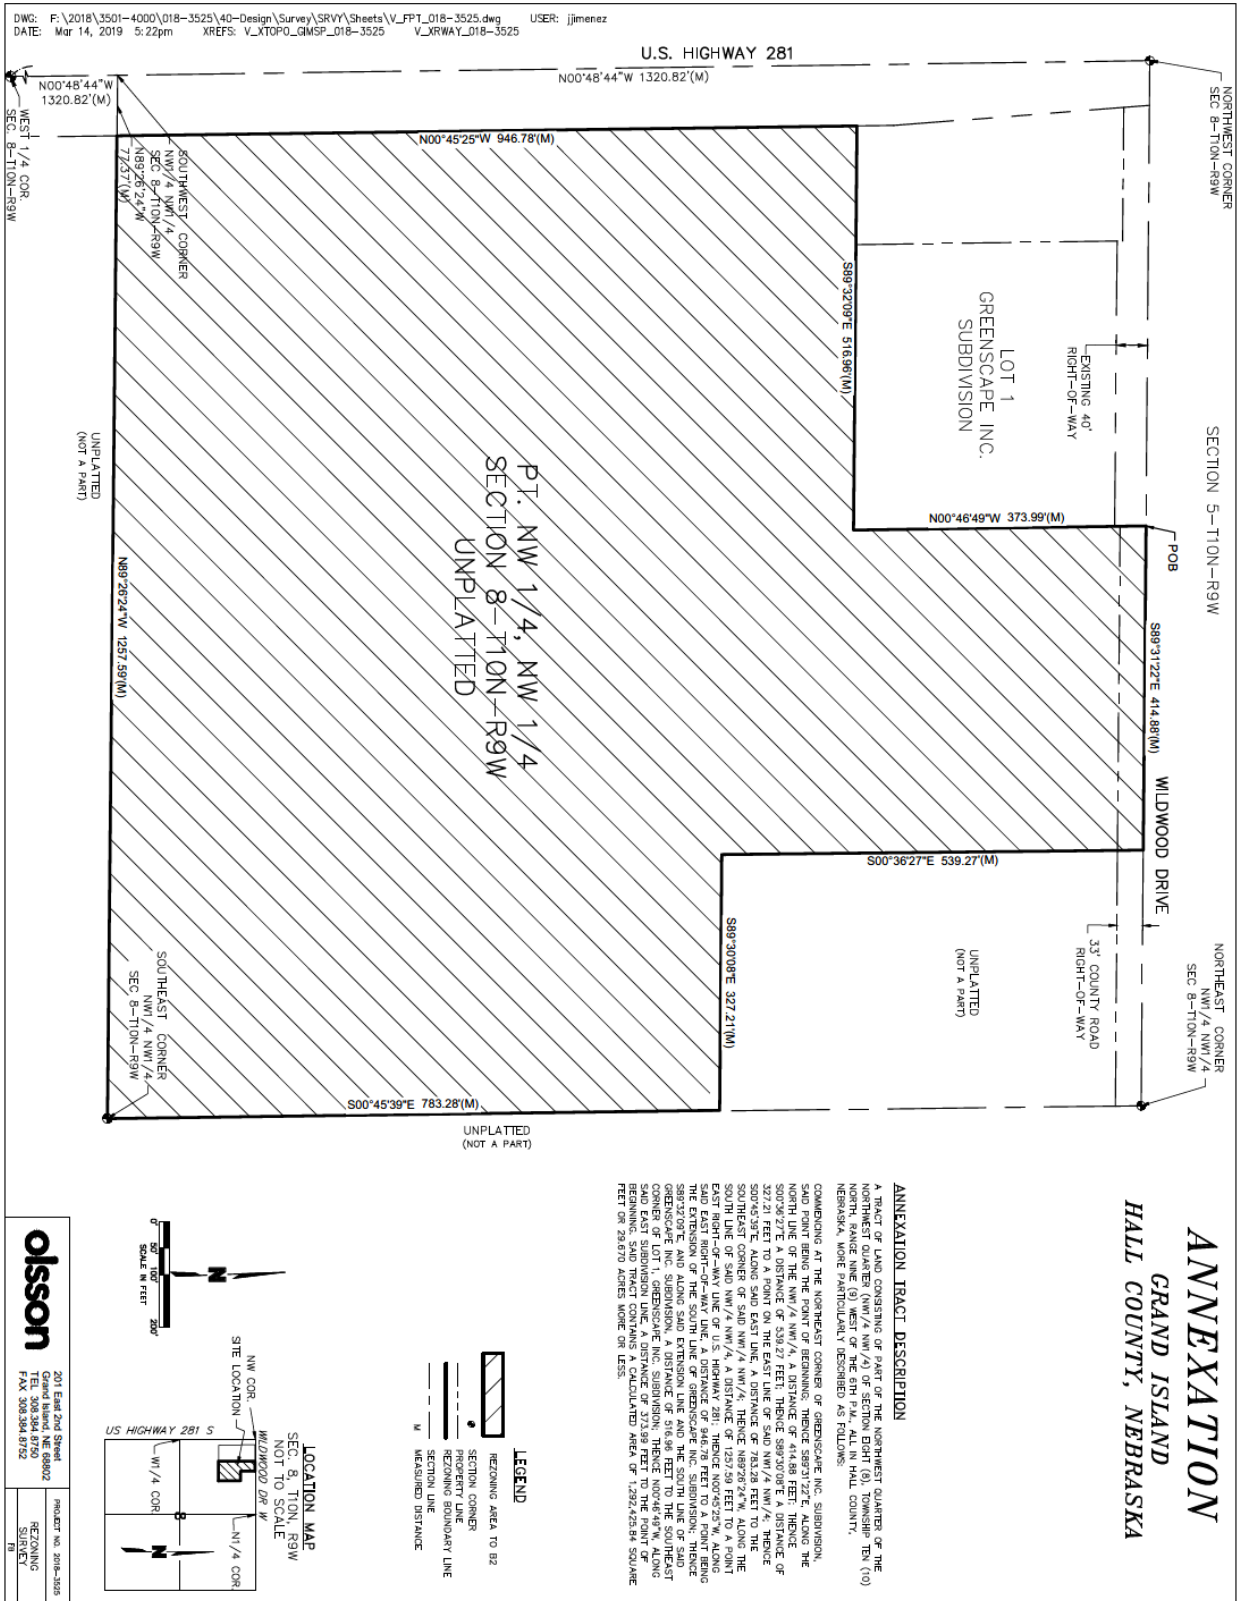 DWG: F:\2018\3501-4000\018-3525\40-Design\Survey\SRVY\Sheets\V_FPT_018-3525.dwg USER: jjimenez
DATE: Mar 14, 2019 5:22pm XREFS: V_XTOPO_GIMSP_018-3525 V_XRWAY_018-3525
ANNEXATION
GRAND ISLAND
HALL COUNTY, NEBRASKA
U.S. HIGHWAY 281
N00°48'44"W 1320.82'(M)
N00°48'44"W
1320.82'(M)
WEST 1/4 COR.
SEC. 8-T10N-R9W
NORTHWEST CORNER
SEC 8-T10N-R9W
SOUTHWEST CORNER
NW1/4 NW1/4
SEC 8-T10N-R9W
N89°26'24"W
77.37'(M)
N00°45'25"W 946.78'(M)
S89°32'09"E 516.96'(M)
LOT 1
GREENSCAPE INC.
SUBDIVISION
EXISTING 40'
RIGHT-OF-WAY
SECTION 5-T10N-R9W
N00°46'49"W 373.99'(M)
POB
S89°31'22"E 414.88'(M)
WILDWOOD DRIVE
PT. NW 1/4, NW 1/4
SECTION 8-T10N-R9W
UNPLATTED
UNPLATTED
(NOT A PART)
N89°26'24"W 1257.59'(M)
S00°36'27"E 539.27'(M)
S89°30'08"E 327.21'(M)
UNPLATTED
(NOT A PART)
33' COUNTY ROAD
RIGHT-OF-WAY
NORTHEAST CORNER
NW1/4 NW1/4
SEC 8-T10N-R9W
SOUTHEAST CORNER
NW1/4 NW1/4
SEC 8-T10N-R9W
S00°45'39"E 783.28'(M)
UNPLATTED
(NOT A PART)
ANNEXATION TRACT DESCRIPTION
A TRACT OF LAND CONSISTING OF PART OF THE NORTHWEST QUARTER OF THE
NORTHWEST QUARTER (NW1/4 NW1/4) OF SECTION EIGHT (8), TOWNSHIP TEN (10)
NORTH, RANGE NINE (9) WEST OF THE 6TH P.M., ALL IN HALL COUNTY,
NEBRASKA, MORE PARTICULARLY DESCRIBED AS FOLLOWS:
COMMENCING AT THE NORTHEAST CORNER OF GREENSCAPE INC. SUBDIVISION,
SAID POINT BEING THE POINT OF BEGINNING; THENCE S89°31'22"E, ALONG THE
NORTH LINE OF THE NW1/4 NW1/4, A DISTANCE OF 414.88 FEET; THENCE
S00°36'27"E A DISTANCE OF 539.27 FEET; THENCE S89°30'08"E A DISTANCE OF
327.21 FEET TO A POINT ON THE EAST LINE OF SAID NW1/4 NW1/4; THENCE
S00°45'39"E, ALONG SAID EAST LINE, A DISTANCE OF 783.28 FEET TO THE
SOUTHEAST CORNER OF SAID NW1/4 NW1/4; THENCE N89°26'24"W, ALONG THE
SOUTH LINE OF SAID NW1/4 NW1/4, A DISTANCE OF 1257.59 FEET TO A POINT
EAST RIGHT-OF-WAY LINE OF U.S. HIGHWAY 281; THENCE N00°45'25"W, ALONG
SAID EAST RIGHT-OF-WAY LINE, A DISTANCE OF 946.78 FEET TO A POINT BEING
THE EXTENSION OF THE SOUTH LINE OF GREENSCAPE INC. SUBDIVISION; THENCE
S89°32'09"E, AND ALONG SAID EXTENSION LINE AND THE SOUTH LINE OF SAID
GREENSCAPE INC. SUBDIVISION, A DISTANCE OF 516.96 FEET TO THE SOUTHEAST
CORNER OF LOT 1, GREENSCAPE INC. SUBDIVISION; THENCE N00°46'49"W, ALONG
SAID EAST SUBDIVISION LINE, A DISTANCE OF 373.99 FEET TO THE POINT OF
BEGINNING. SAID TRACT CONTAINS A CALCULATED AREA OF 1,292,425.84 SQUARE
FEET OR 29.670 ACRES MORE OR LESS.
LEGEND
REZONING AREA TO B2
SECTION CORNER
PROPERTY LINE
REZONING BOUNDARY LINE
SECTION LINE
M MEASURED DISTANCE
N
0' 50' 100' 200'
SCALE IN FEET
LOCATION MAP
SEC. 8, T10N, R9W
NOT TO SCALE
NW COR.
SITE LOCATION
WILDWOOD DR W
US HIGHWAY 281 S
W1/4 COR.
N1/4 COR.
8
N
olsson
201 East 2nd Street
Grand Island, NE 68802
TEL 308.384.8750
FAX 308.384.8752
PROJECT NO. 2018-3525
REZONING
SURVEY